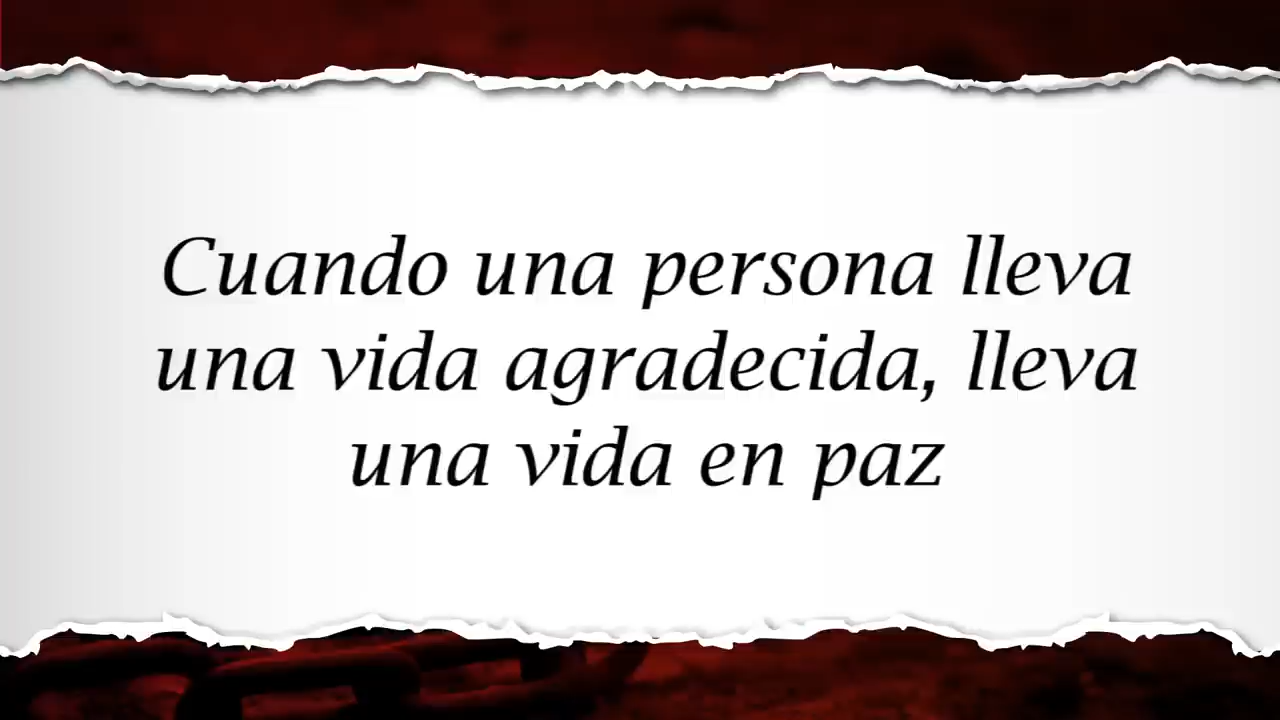 Cuando una persona lleva
una vida agradecida, lleva
una vida en paz